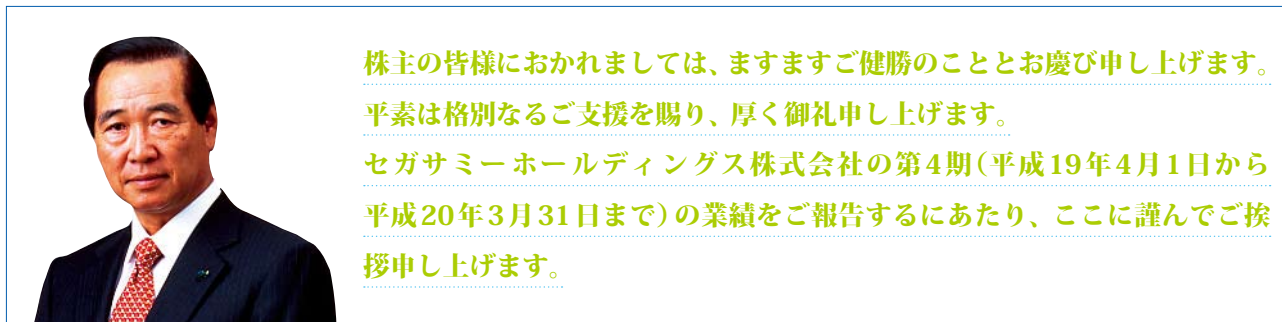 株主の皆様におかれましては、ますますご健勝のこととお慶び申し上げます。
平素は格別なるご支援を賜り、厚く御礼申し上げます。
セガサミーホールディングス株式会社の第4期（平成19年4月1日から
平成20年3月31日まで）の業績をご報告するにあたり、ここに謹んでご挨
拶申し上げます。